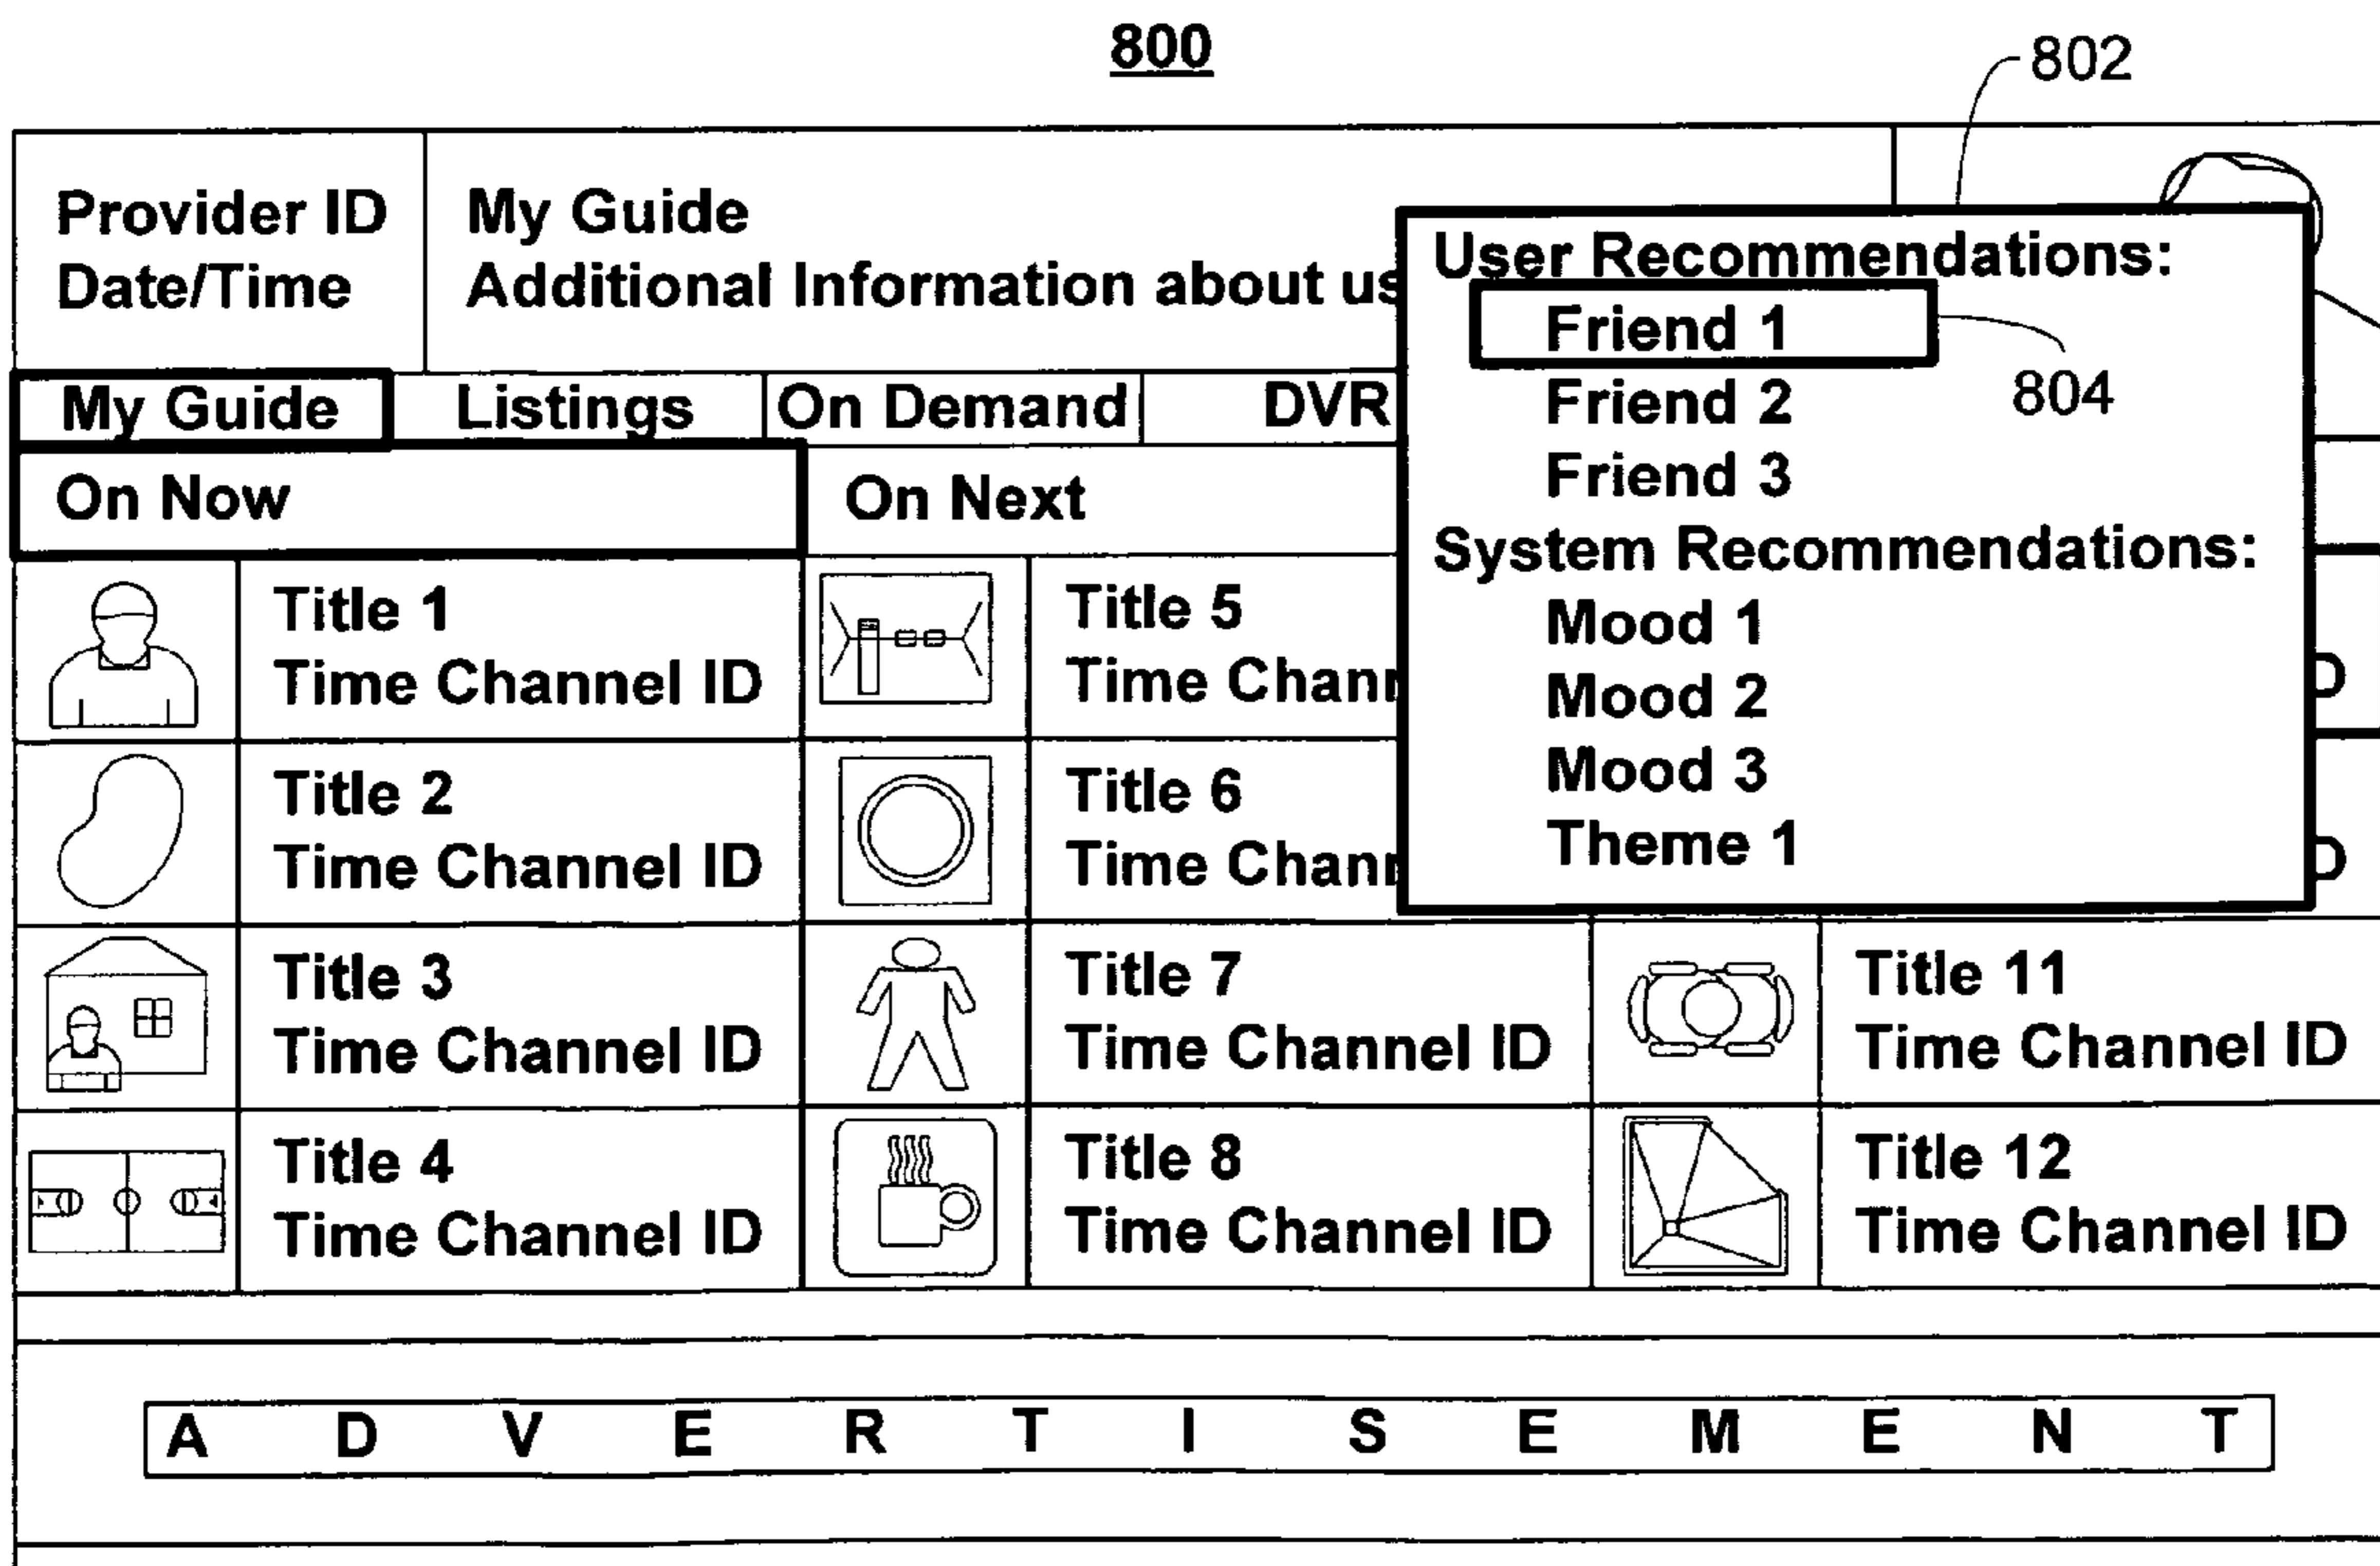 800
802
Provider ID
Date/Time
My Guide
Additional Information about us
User Recommendations:
Friend 1
804
Friend 2
Friend 3
System Recommendations:
Mood 1
Mood 2
Mood 3
Theme 1
My Guide
Listings
On Demand
DVR
On Now
On Next
Title 1
Time Channel ID
Title 5
Time Chann
D
Title 2
Time Channel ID
Title 6
Time Chann
D
Title 3
Time Channel ID
Title 7
Time Channel ID
Title 11
Time Channel ID
Title 4
Time Channel ID
Title 8
Time Channel ID
Title 12
Time Channel ID
A D V E R T I S E M E N T